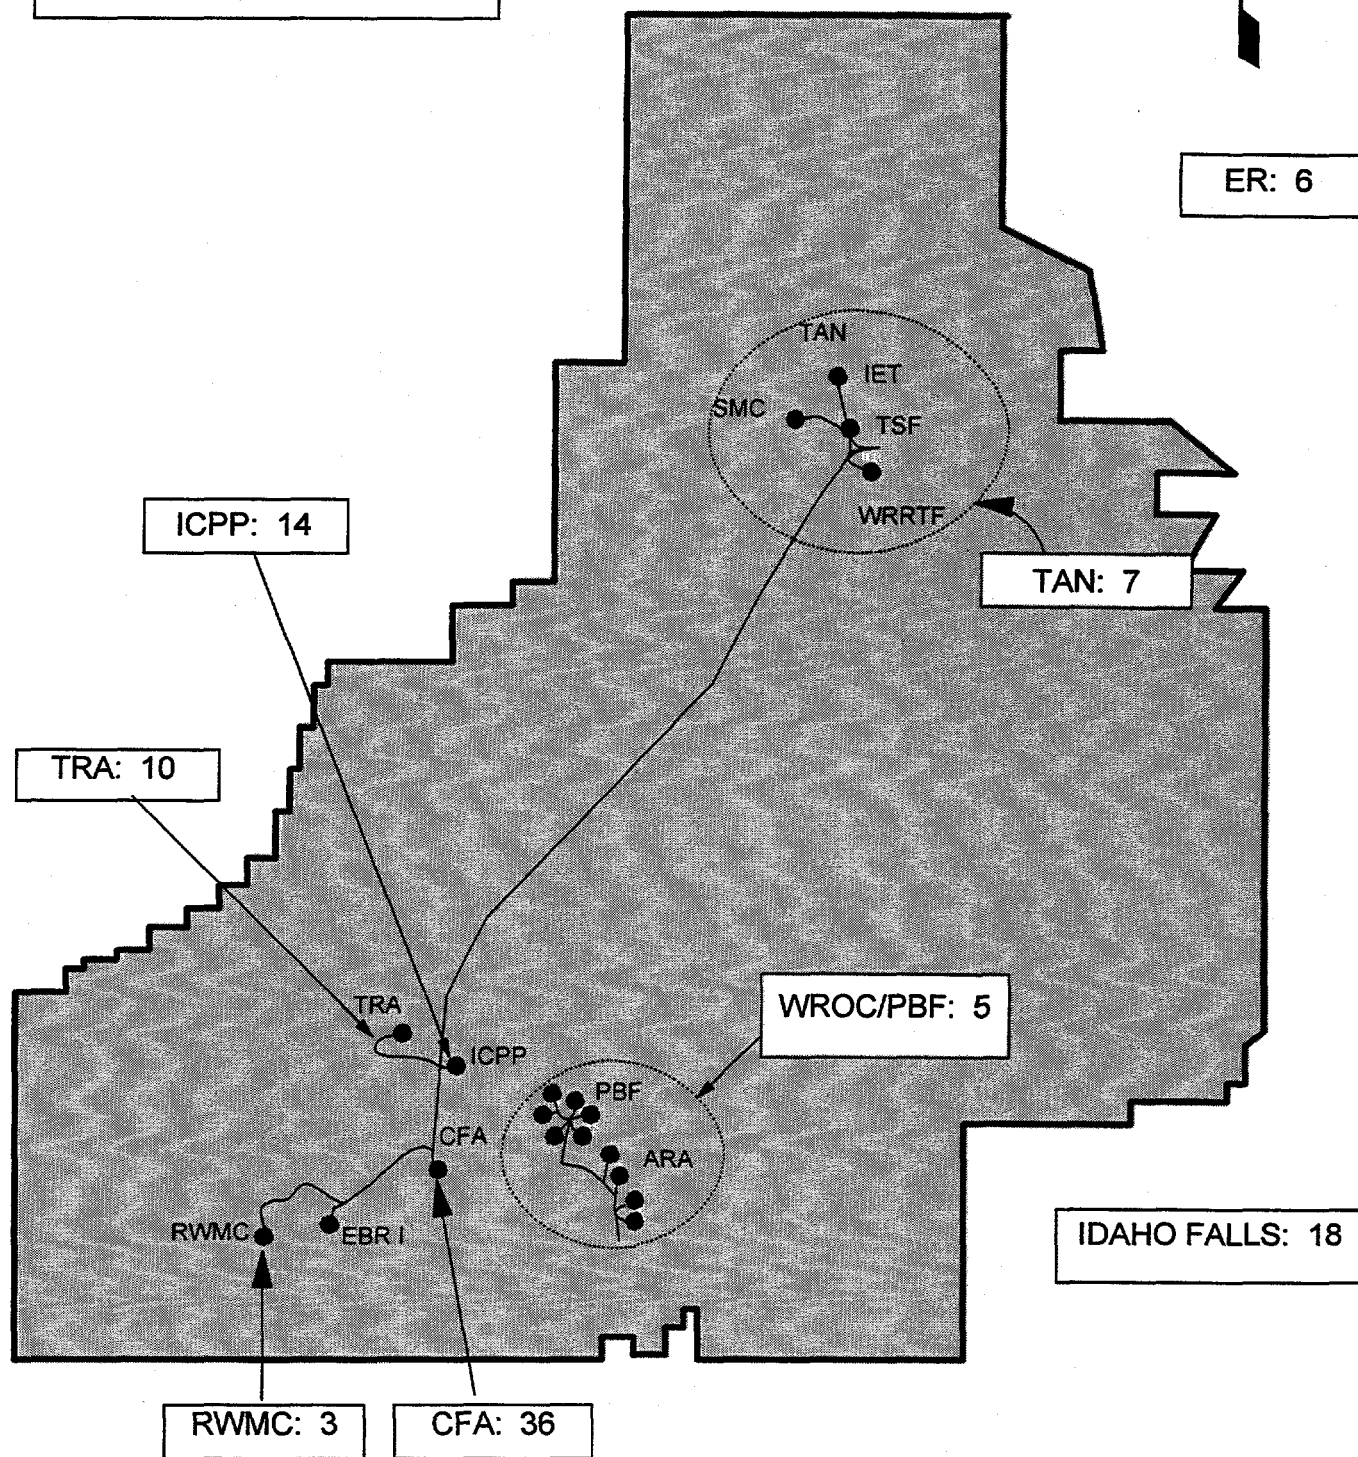 ER: 6
TAN
IET
SMC
TSF
WRRTF
ICPP: 14
TAN: 7
TRA: 10
WROC/PBF: 5
TRA
ICPP
PBF
CFA
ARA
RWMC
EBR I
IDAHO FALLS: 18
RWMC: 3
CFA: 36